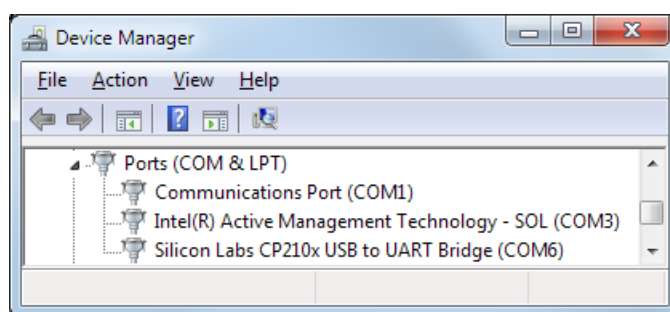 Device Manager
File Action View Help
Ports (COM & LPT)
Communications Port (COM1)
Intel(R) Active Management Technology - SOL (COM3)
Silicon Labs CP210x USB to UART Bridge (COM6)